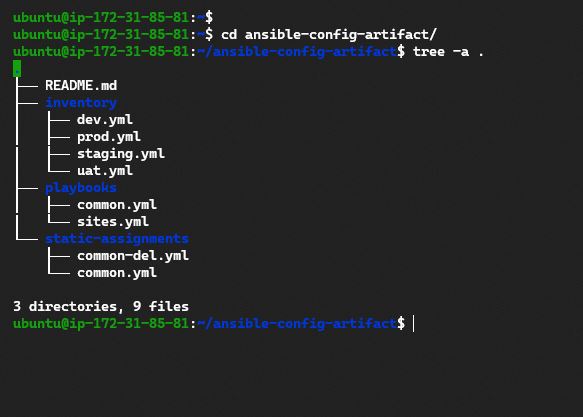 ubuntu@ip-172-31-85-81:~$
ubuntu@ip-172-31-85-81:~$ cd ansible-config-artifact/
ubuntu@ip-172-31-85-81:~/ansible-config-artifact$ tree -a .
.
├── README.md
├── inventory
│   ├── dev.yml
│   ├── prod.yml
│   ├── staging.yml
│   └── uat.yml
├── playbooks
│   ├── common.yml
│   └── sites.yml
└── static-assignments
    ├── common-del.yml
    └── common.yml
3 directories, 9 files
ubuntu@ip-172-31-85-81:~/ansible-config-artifact$